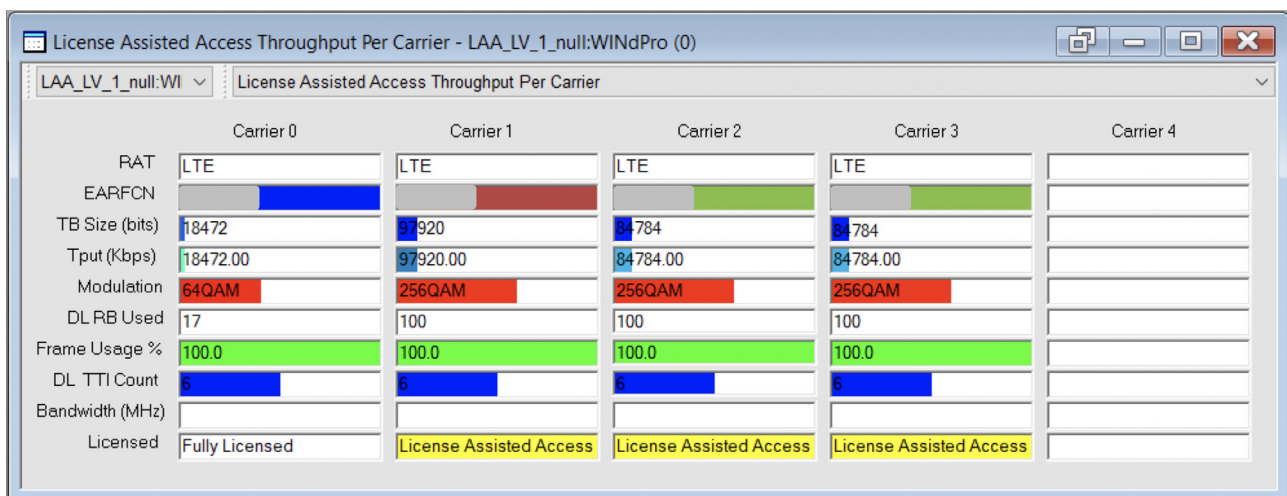 License Assisted Access Throughput Per Carrier - LAA_LV_1_null:WINdPro (0)
LAA_LV_1_null:WI License Assisted Access Throughput Per Carrier
Carrier 0 Carrier 1 Carrier 2 Carrier 3 Carrier 4
RAT LTE LTE LTE LTE
EARFCN
TB Size (bits) 18472 97920 84784 84784
Tput (Kbps) 18472.00 97920.00 84784.00 84784.00
Modulation 64QAM 256QAM 256QAM 256QAM
DL RB Used 17 100 100 100
Frame Usage % 100.0 100.0 100.0 100.0
DL TTI Count 6 6 6 6
Bandwidth (MHz)
Licensed Fully Licensed License Assisted Access License Assisted Access License Assisted Access